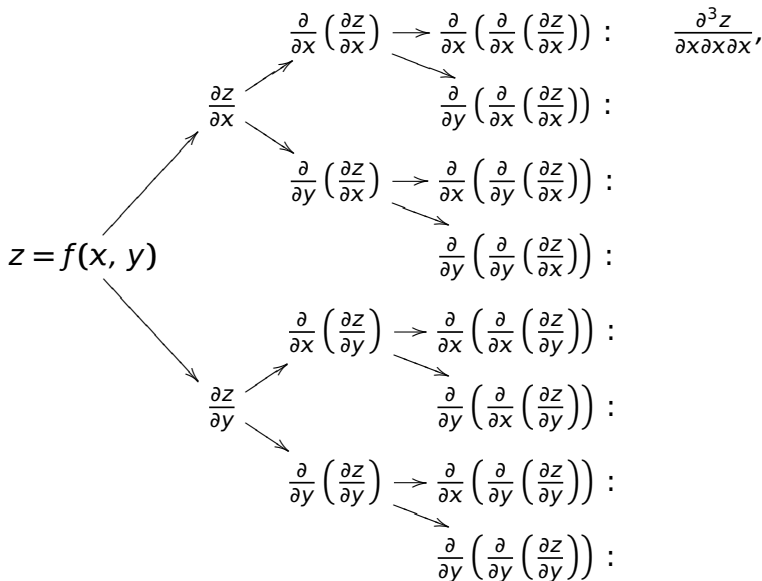 ∂/∂x (∂z/∂x) → ∂/∂x (∂/∂x (∂z/∂x)) : ∂³z/∂x∂x∂x,
∂z/∂x ∂/∂y (∂/∂x (∂z/∂x)) :
∂/∂y (∂z/∂x) → ∂/∂x (∂/∂y (∂z/∂x)) :
z = f(x, y) ∂/∂y (∂/∂y (∂z/∂x)) :
∂/∂x (∂z/∂y) → ∂/∂x (∂/∂x (∂z/∂y)) :
∂z/∂y ∂/∂y (∂/∂x (∂z/∂y)) :
∂/∂y (∂z/∂y) → ∂/∂x (∂/∂y (∂z/∂y)) :
∂/∂y (∂/∂y (∂z/∂y)) :